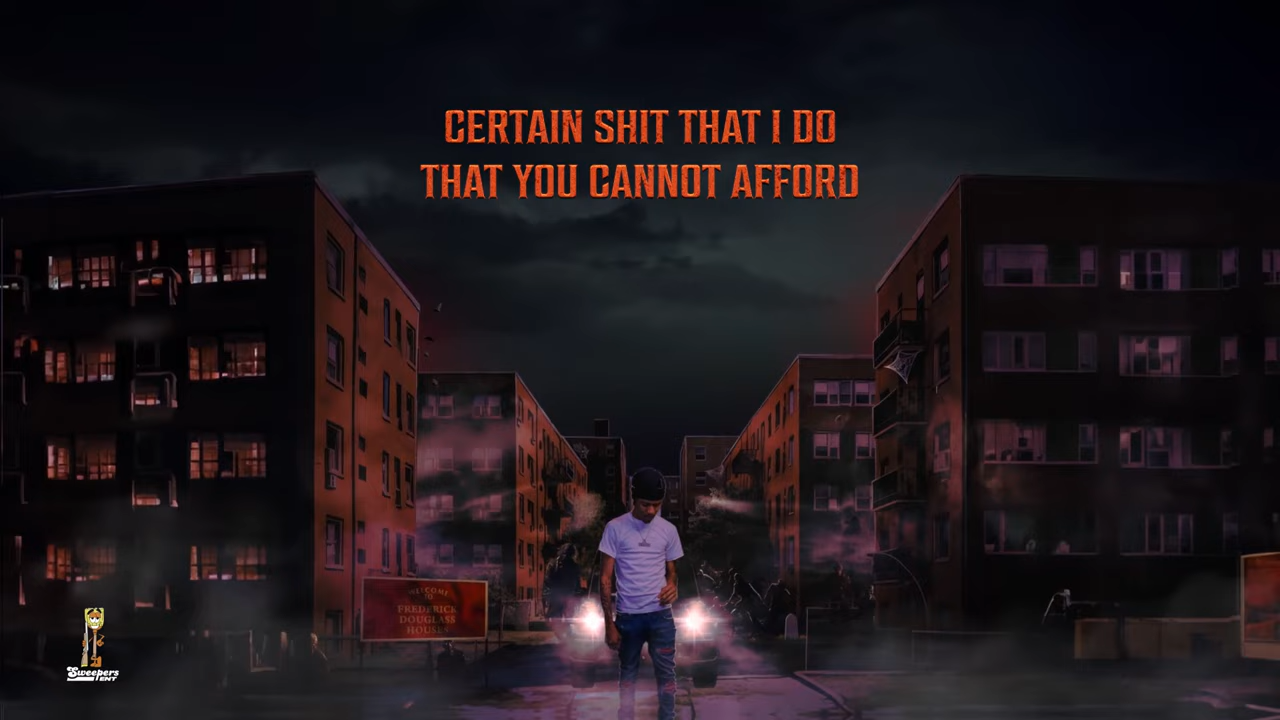 CERTAIN SHIT THAT I DO
THAT YOU CANNOT AFFORD
WELCOME
TO
FREDERICK
DOUGLASS
HOUSES
Sweepers
ENT